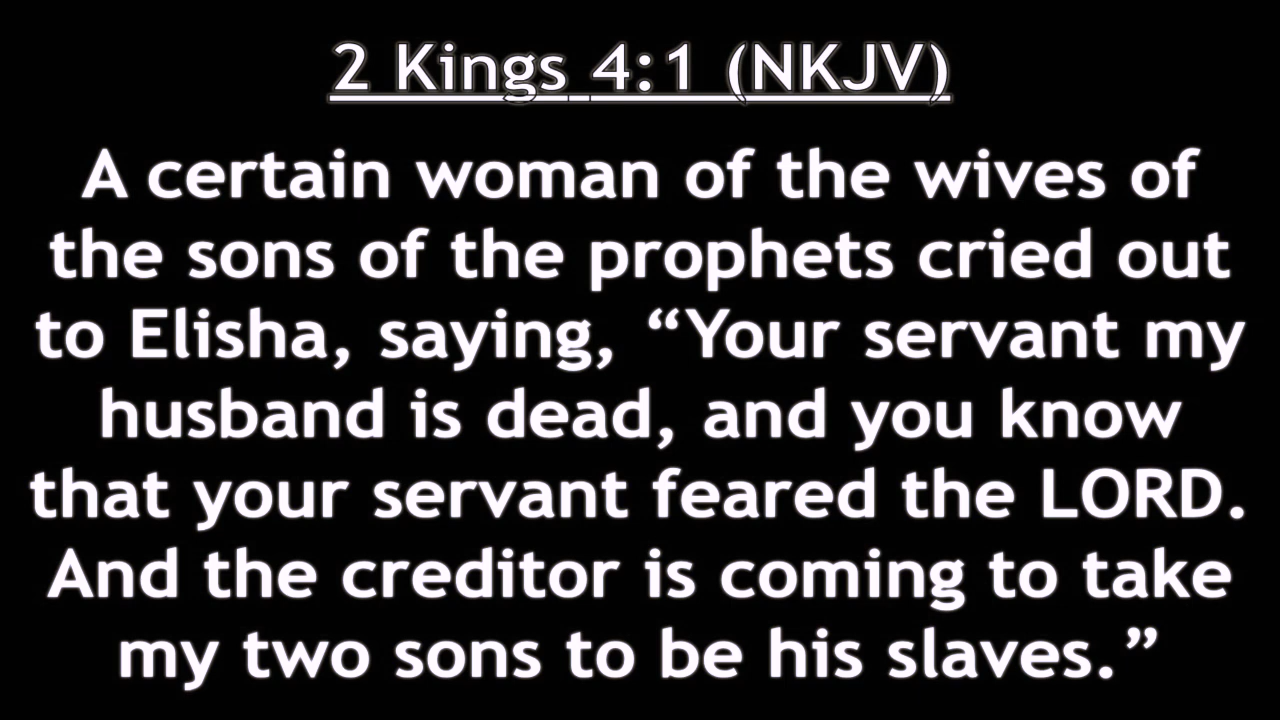 2 Kings 4:1 (NKJV)
A certain woman of the wives of
the sons of the prophets cried out
to Elisha, saying, “Your servant my
husband is dead, and you know
that your servant feared the LORD.
And the creditor is coming to take
my two sons to be his slaves.”